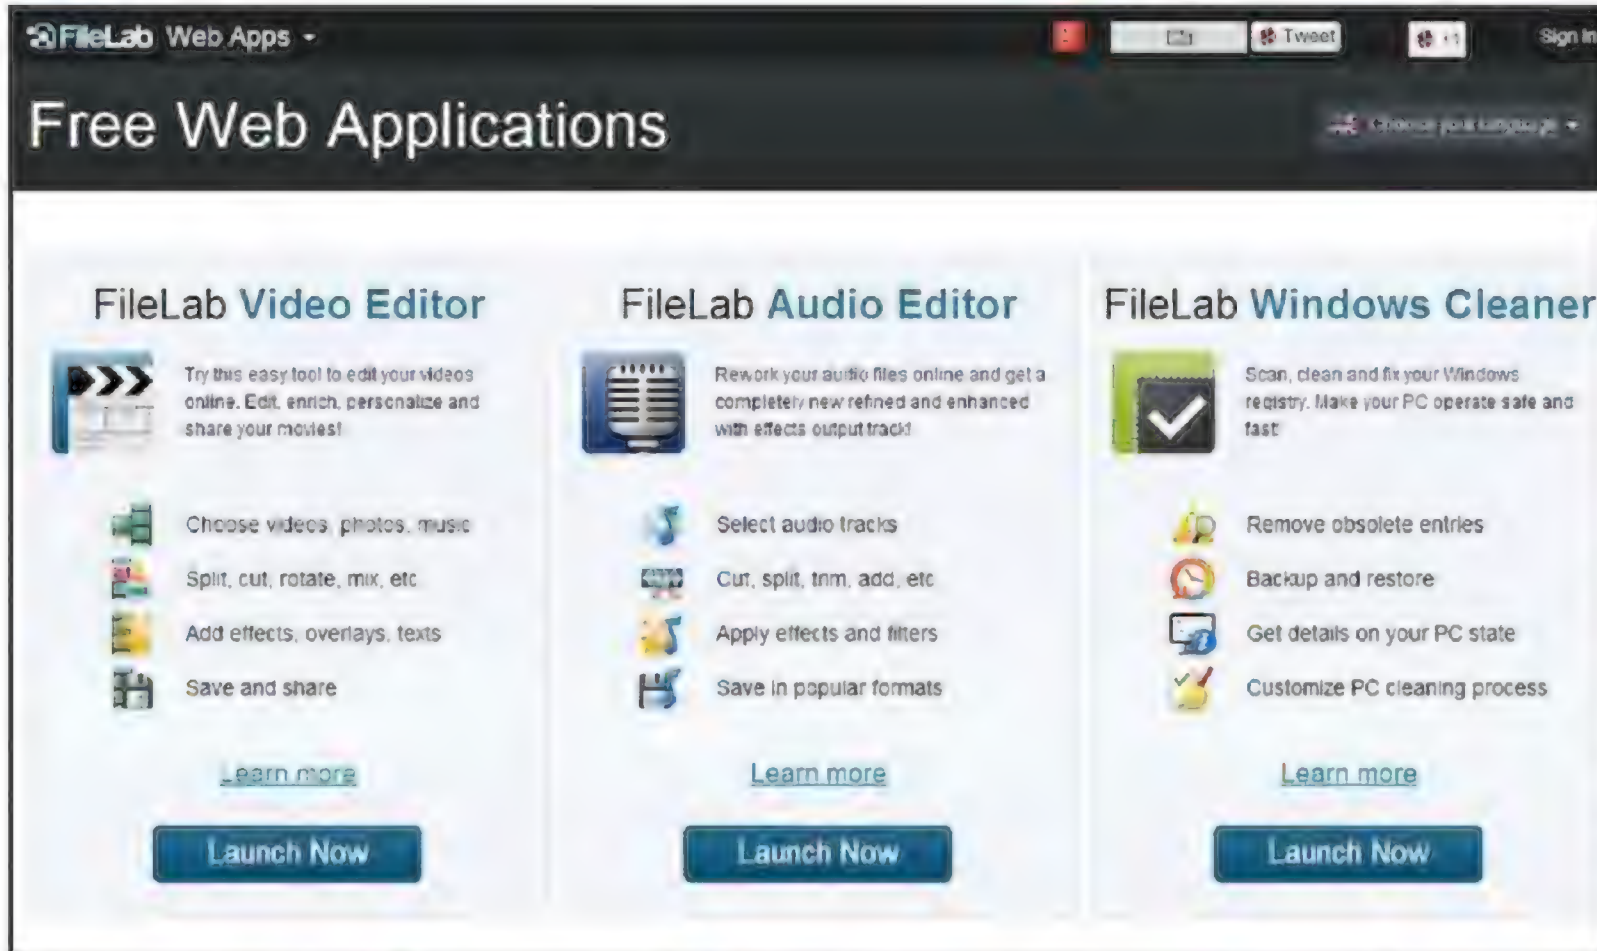 FileLab Web Apps
Tweet
+1
Sign In
Free Web Applications
Choose your language
FileLab Video Editor
Try this easy tool to edit your videos
online. Edit, enrich, personalize and
share your movies!
Choose videos, photos, music
Split, cut, rotate, mix, etc
Add effects, overlays, texts
Save and share
Learn more
Launch Now
FileLab Audio Editor
Rework your audio files online and get a
completely new refined and enhanced
with effects output track!
Select audio tracks
Cut, split, trim, add, etc
Apply effects and filters
Save in popular formats
Learn more
Launch Now
FileLab Windows Cleaner
Scan, clean and fix your Windows
registry. Make your PC operate safe and
fast!
Remove obsolete entries
Backup and restore
Get details on your PC state
Customize PC cleaning process
Learn more
Launch Now